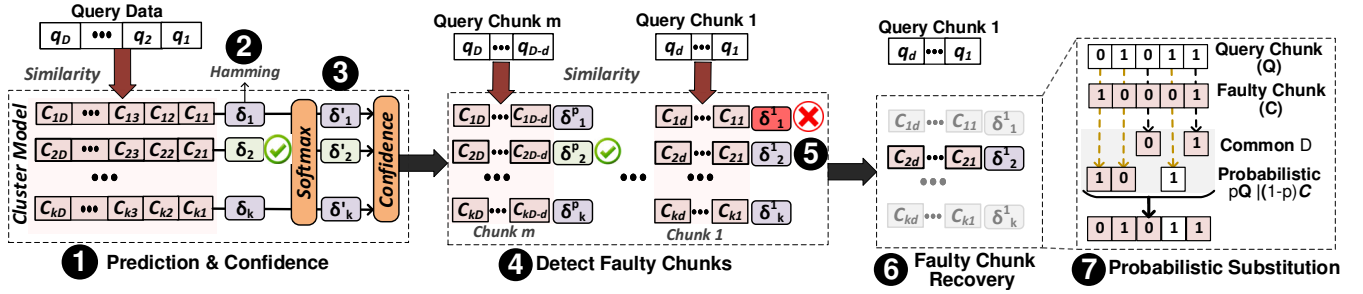 Query Data
q_D ••• q_2 q_1
Similarity
2
Hamming
3
Cluster Model
C_1D ••• C_13 C_12 C_11 δ_1 δ'_1
C_2D ••• C_23 C_22 C_21 δ_2 δ'_2
•••
C_kD ••• C_k3 C_k2 C_k1 δ_k δ'_k
Softmax
Confidence
1 Prediction & Confidence
Query Chunk m
q_D ••• q_D-d
Query Chunk 1
q_d ••• q_1
Similarity
C_1D ••• C_1D-d δ^p_1
C_2D ••• C_2D-d δ^p_2
•••
C_kD ••• C_kD-d δ^p_k
Chunk m
•••
C_1d ••• C_11 δ^1_1
C_2d ••• C_21 δ^1_2
•••
C_kd ••• C_k1 δ^1_k
Chunk 1
5
4 Detect Faulty Chunks
Query Chunk 1
q_d ••• q_1
C_1d ••• C_11 δ^1_1
C_2d ••• C_21 δ^1_2
•••
C_kd ••• C_k1 δ^1_k
6 Faulty Chunk
Recovery
0 1 0 1 1
Query Chunk
(Q)
1 0 0 0 1
Faulty Chunk
(C)
0 1
Common D
1 0 1
Probabilistic
pQ |(1-p)C
0 1 0 1 1
7 Probabilistic Substitution